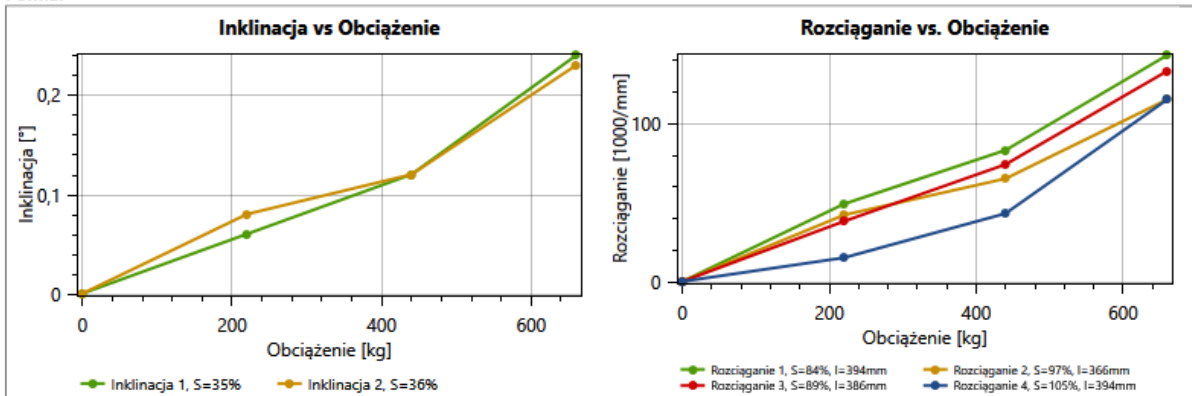 Inklinacja vs Obciążenie
Inklinacja [°]
0,2
0,1
0
0 200 400 600
Obciążenie [kg]
Inklinacja 1, S=35% Inklinacja 2, S=36%
Rozciąganie vs. Obciążenie
Rozciąganie [1000/mm]
100
0
0 200 400 600
Obciążenie [kg]
Rozciąganie 1, S=84%, l=394mm Rozciąganie 2, S=97%, l=366mm
Rozciąganie 3, S=89%, l=386mm Rozciąganie 4, S=105%, l=394mm